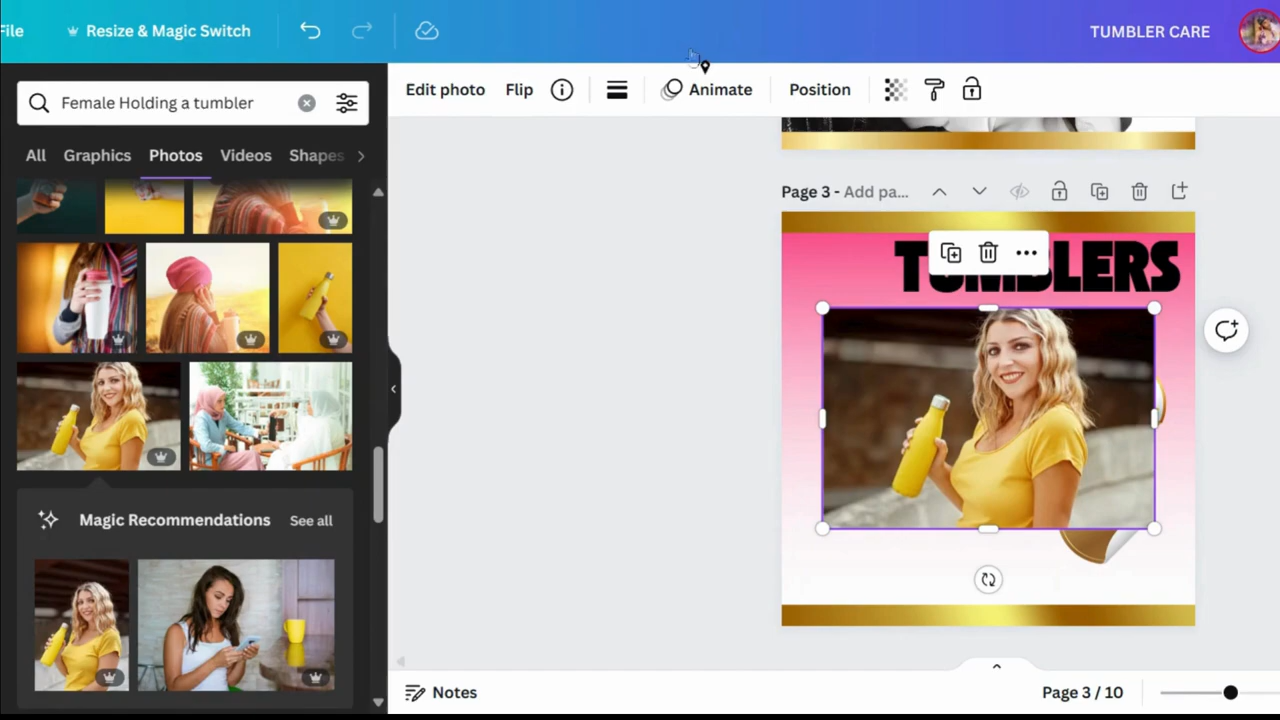 File
Resize & Magic Switch
TUMBLER CARE
Female Holding a tumbler
Edit photo
Flip
Animate
Position
All
Graphics
Photos
Videos
Shapes
Page 3 - Add pa...
TUMBLERS
Magic Recommendations
See all
Notes
Page 3 / 10